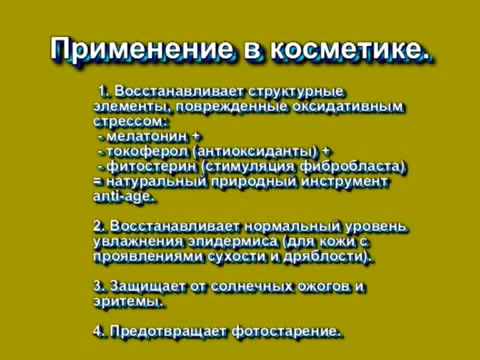 Применение в косметике.
1. Восстанавливает структурные
элементы, поврежденные оксидативным
стрессом:
- мелатонин +
- токоферол (антиоксиданты) +
- фитостерин (стимуляция фибробласта)
= натуральный природный инструмент
anti-age.
2. Восстанавливает нормальный уровень
увлажнения эпидермиса (для кожи с
проявлениями сухости и дряблости).
3. Защищает от солнечных ожогов и
эритемы.
4. Предотвращает фотостарение.